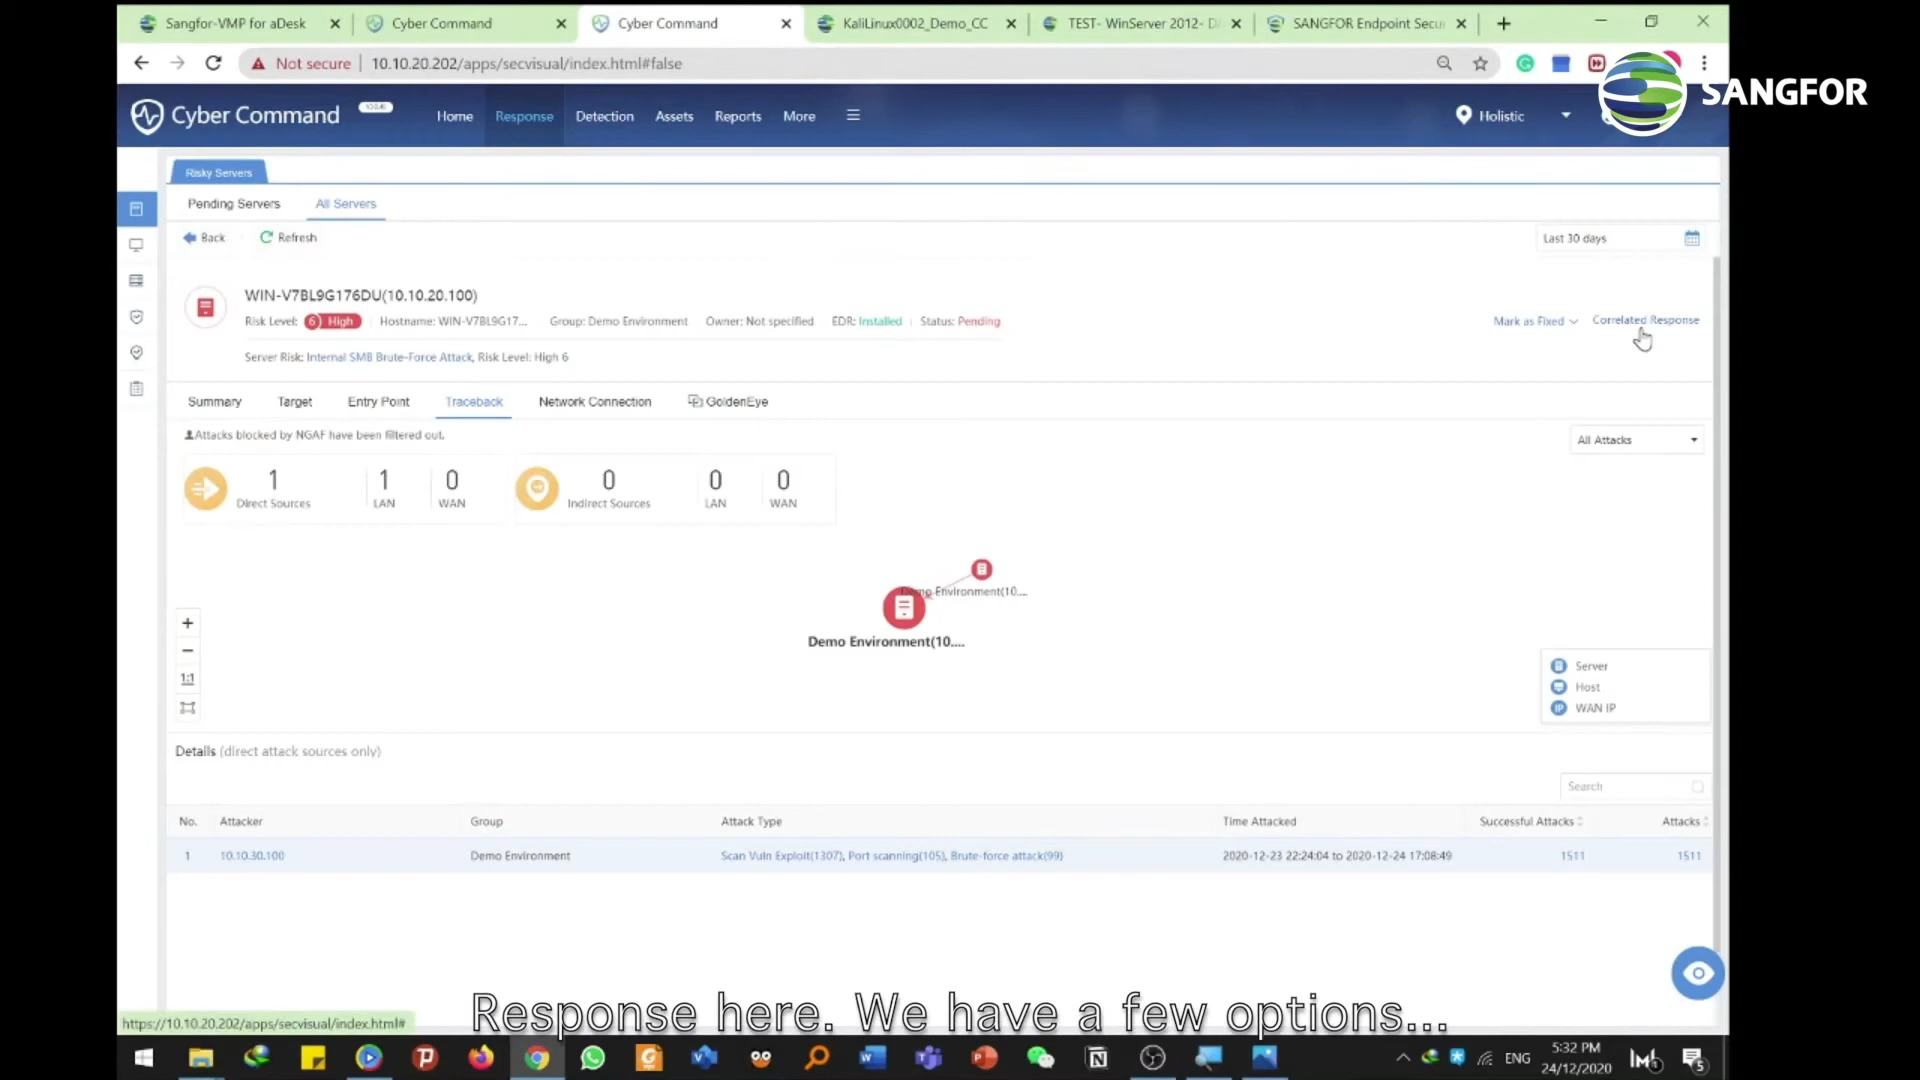 Sangfor-VMP for aDesk
Cyber Command
Cyber Command
KaliLinux0002_Demo_CC
TEST- WinServer 2012- D
SANGFOR Endpoint Secu
Not secure
10.10.20.202/apps/secvisual/index.html#false
SANGFOR
Cyber Command
Home
Response
Detection
Assets
Reports
More
Holistic
Risky Servers
Pending Servers
All Servers
Back
Refresh
Last 30 days
WIN-V7BL9G176DU(10.10.20.100)
Risk Level: 6 High
Hostname: WIN-V7BL9G17...
Group: Demo Environment
Owner: Not specified
EDR: Installed
Status: Pending
Mark as Fixed
Correlated Response
Server Risk: Internal SMB Brute-Force Attack, Risk Level: High 6
Summary
Target
Entry Point
Traceback
Network Connection
GoldenEye
Attacks blocked by NGAF have been filtered out.
All Attacks
1
Direct Sources
1
LAN
0
WAN
0
Indirect Sources
0
LAN
0
WAN
Demo Environment(10....
Demo Environment(10....
+
−
1:1
Server
Host
IP WAN IP
Details (direct attack sources only)
Search
No.
Attacker
Group
Attack Type
Time Attacked
Successful Attacks
Attacks
1
10.10.30.100
Demo Environment
Scan Vuln Exploit(1307), Port scanning(105), Brute-force attack(99)
2020-12-23 22:24:04 to 2020-12-24 17:08:49
1511
1511
Response here. We have a few options...
https://10.10.20.202/apps/secvisual/index.html#
ENG
5:32 PM
24/12/2020
5